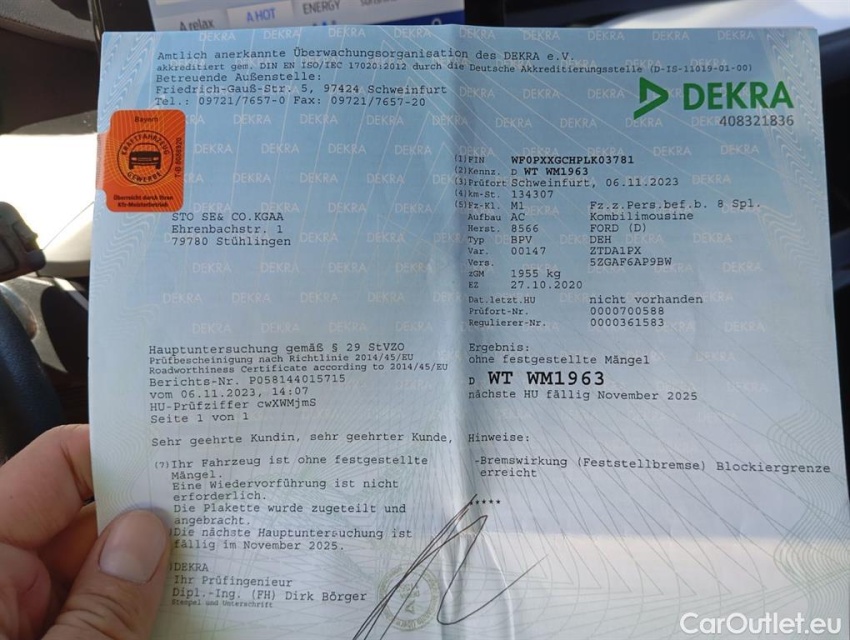 A relax
A HOT
ENERGY
Amtlich anerkannte Überwachungsorganisation des DEKRA e.V.
akkreditiert gem. DIN EN ISO/IEC 17020:2012 durch die Deutsche Akkreditierungsstelle (D-IS-11019-01-00)
Betreuende Außenstelle:
Friedrich-Gauß-Str. 5, 97424 Schweinfurt
Tel.: 09721/7657-0 Fax: 09721/7657-20
DEKRA
408321836
Bayern
KRAFTFAHRZEUG
GEWERBE
Überreicht durch Ihren
Kfz-Meisterbetrieb
STO SE& CO.KGAA
Ehrenbachstr. 1
79780 Stühlingen
(1) FIN WF0PXXGCHPLK03781
(2) Kennz. D WT WM1963
(3) Prüfort Schweinfurt, 06.11.2023
(4) km-St. 134307
(5) Fz-Kl. M1 Fz.z.Pers.bef.b. 8 Spl.
Aufbau AC Kombilimousine
Herst. 8566 FORD (D)
Typ BPV DEH
Var. 00147 ZTDA1PX
Vers. 5ZGAF6AP9BW
zGM 1955 kg
EZ 27.10.2020
Dat.letzt.HU nicht vorhanden
Prüfort-Nr. 0000700588
Regulierer-Nr. 0000361583
Hauptuntersuchung gemäß § 29 StVZO
Prüfbescheinigung nach Richtlinie 2014/45/EU
Roadworthiness Certificate according to 2014/45/EU
Berichts-Nr. P058144015715
vom 06.11.2023, 14:07
HU-Prüfziffer cwXWMjmS
Seite 1 von 1
Ergebnis:
ohne festgestellte Mängel
D WT WM1963
nächste HU fällig November 2025
Sehr geehrte Kundin, sehr geehrter Kunde,
(7) Ihr Fahrzeug ist ohne festgestellte
Mängel.
Eine Wiedervorführung ist nicht
erforderlich.
Die Plakette wurde zugeteilt und
angebracht.
Die nächste Hauptuntersuchung ist
fällig im November 2025.
DEKRA
Ihr Prüfingenieur
Dipl.-Ing. (FH) Dirk Börger
Stempel und Unterschrift
Hinweise:
-Bremswirkung (Feststellbremse) Blockiergrenze
erreicht
*****
CarOutlet.eu